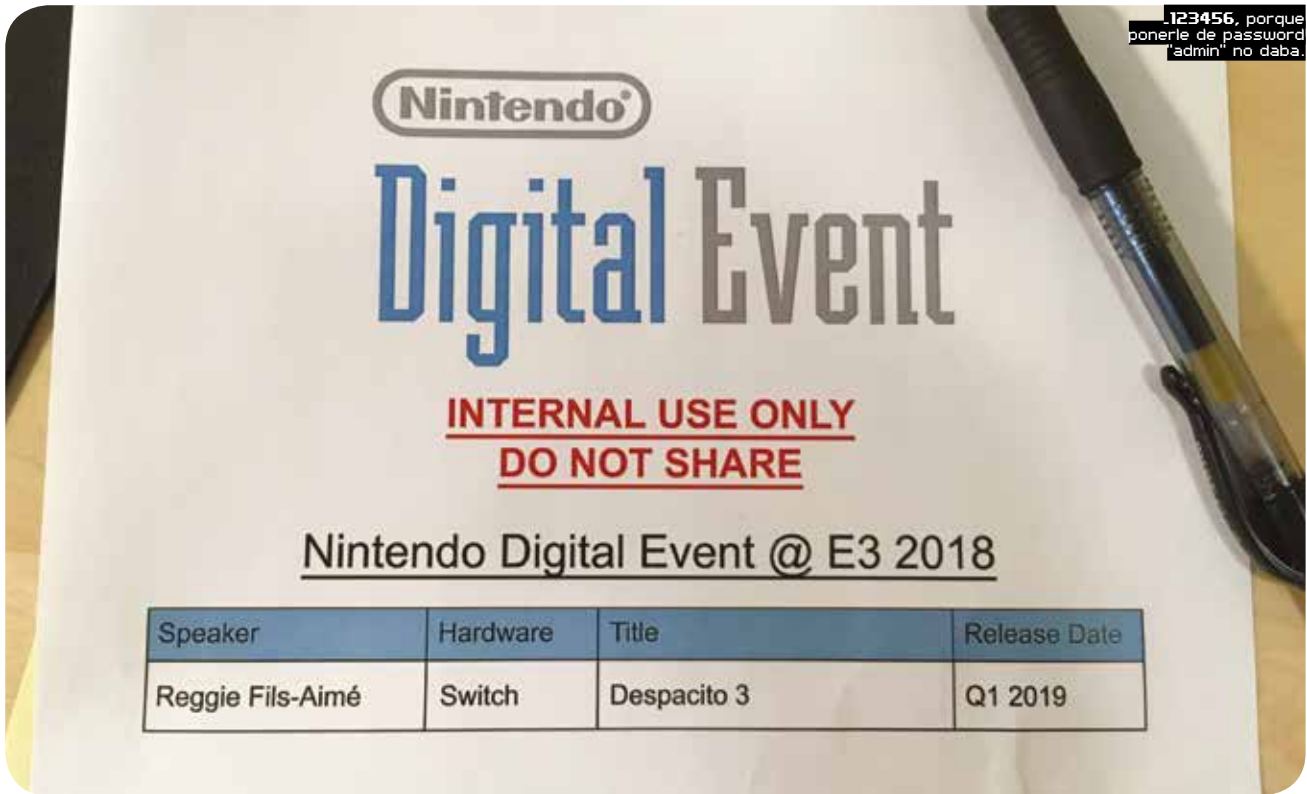 _123456, porque
ponerle de password
"admin" no daba.
Nintendo®
Digital Event
INTERNAL USE ONLY
DO NOT SHARE
Nintendo Digital Event @ E3 2018
Speaker Hardware Title Release Date
Reggie Fils-Aimé Switch Despacito 3 Q1 2019